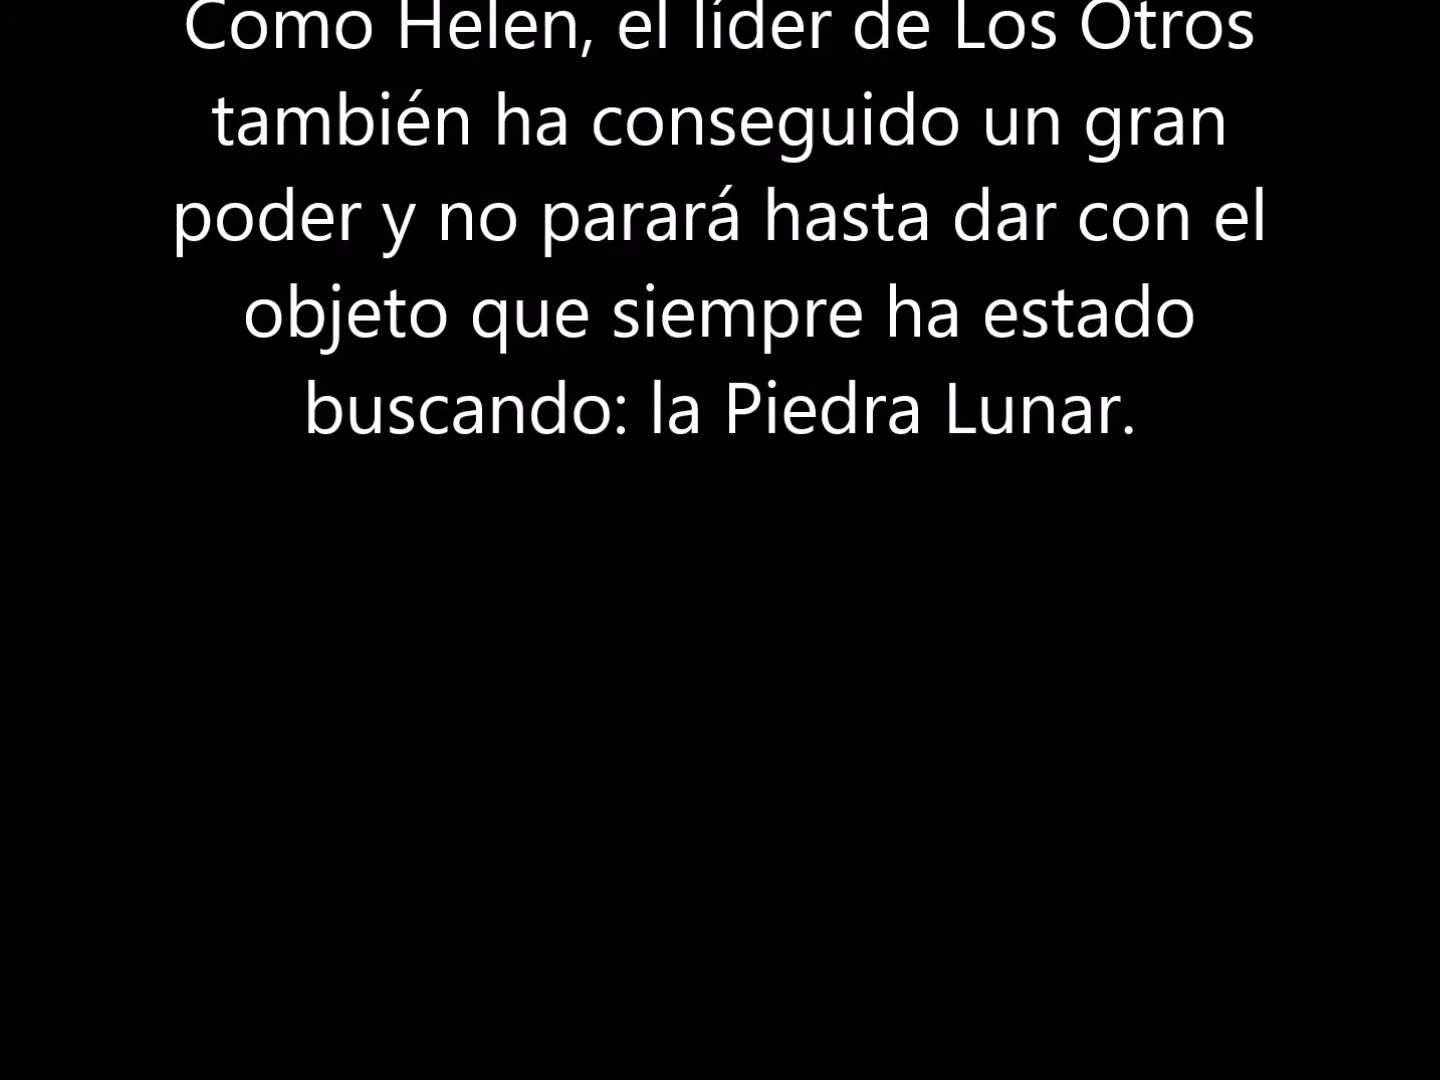 Como Helen, el líder de Los Otros
también ha conseguido un gran
poder y no parará hasta dar con el
objeto que siempre ha estado
buscando: la Piedra Lunar.